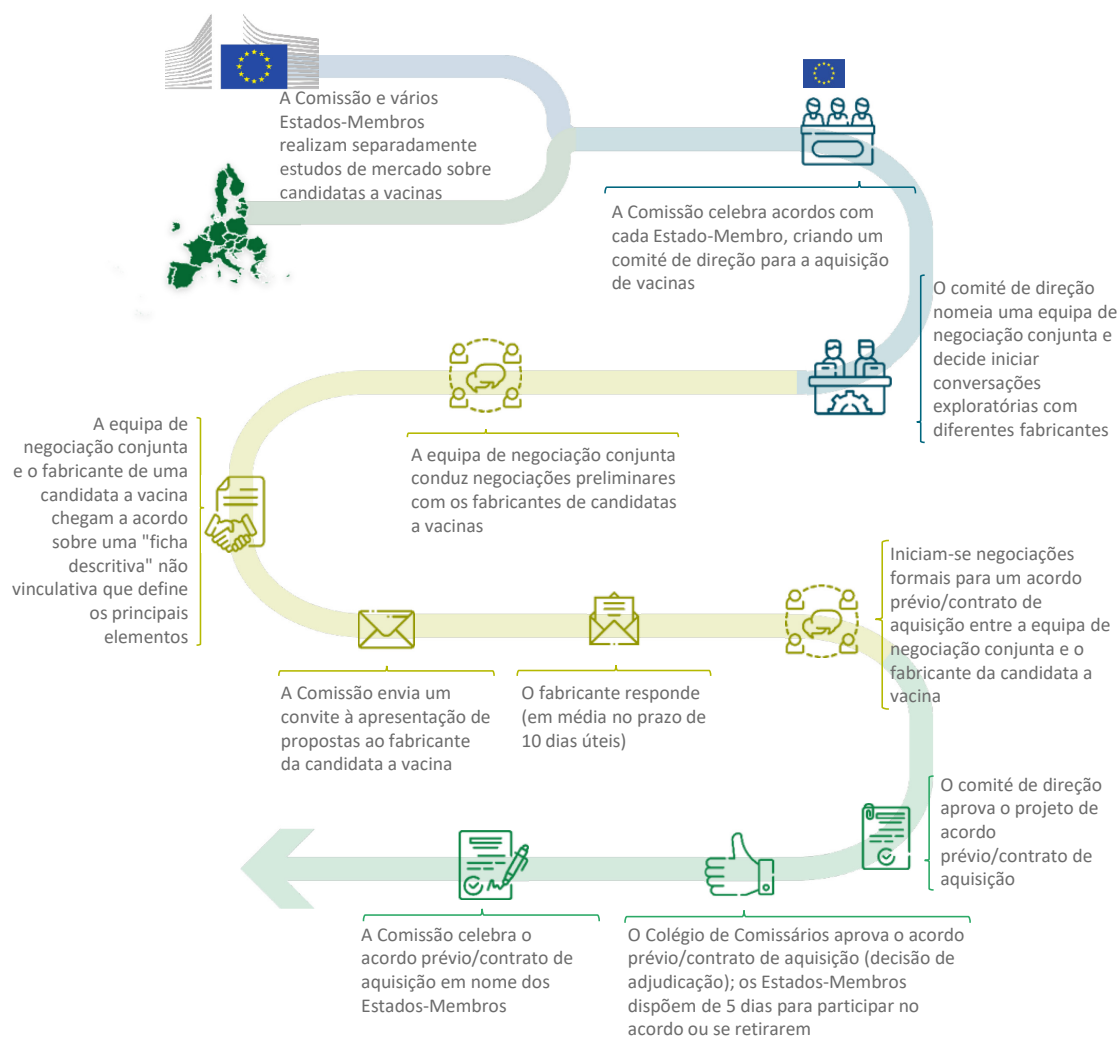 A Comissão e vários
Estados-Membros
realizam separadamente
estudos de mercado sobre
candidatas a vacinas
A Comissão celebra acordos com
cada Estado-Membro, criando um
comité de direção para a aquisição
de vacinas
O comité de direção
nomeia uma equipa de
negociação conjunta e
decide iniciar
conversações
exploratórias com
diferentes fabricantes
A equipa de negociação conjunta
conduz negociações preliminares
com os fabricantes de candidatas
a vacinas
A equipa de
negociação conjunta
e o fabricante de uma
candidata a vacina
chegam a acordo
sobre uma "ficha
descritiva" não
vinculativa que define
os principais
elementos
A Comissão envia um
convite à apresentação de
propostas ao fabricante
da candidata a vacina
O fabricante responde
(em média no prazo de
10 dias úteis)
Iniciam-se negociações
formais para um acordo
prévio/contrato de
aquisição entre a equipa de
negociação conjunta e o
fabricante da candidata a
vacina
O comité de direção
aprova o projeto de
acordo
prévio/contrato de
aquisição
O Colégio de Comissários aprova o acordo
prévio/contrato de aquisição (decisão de
adjudicação); os Estados-Membros
dispõem de 5 dias para participar no
acordo ou se retirarem
A Comissão celebra o
acordo prévio/contrato de
aquisição em nome dos
Estados-Membros